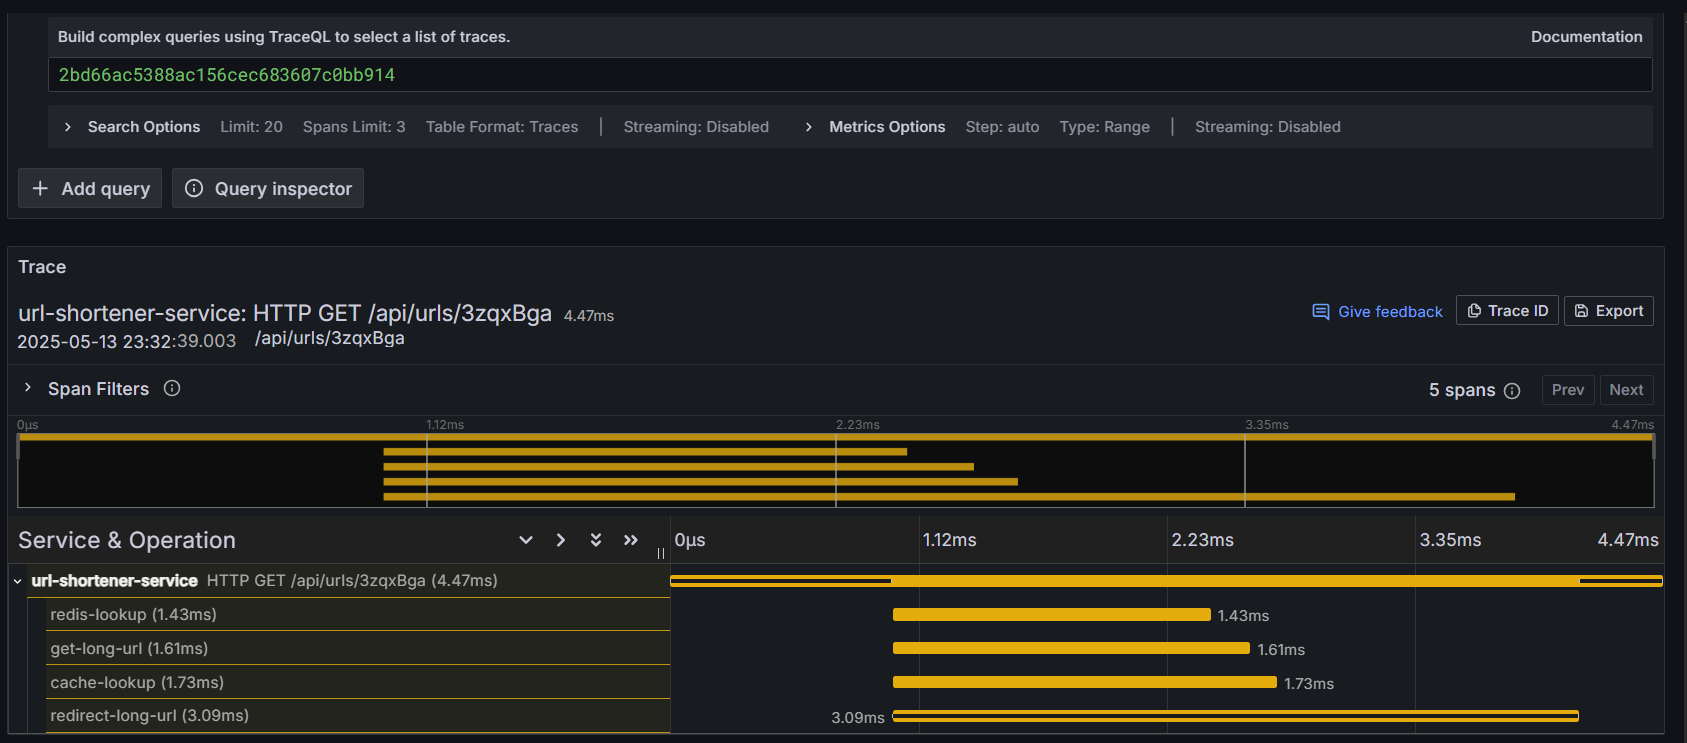 Build complex queries using TraceQL to select a list of traces. Documentation
2bd66ac5388ac156cec683607c0bb914
Search Options Limit: 20 Spans Limit: 3 Table Format: Traces | Streaming: Disabled Metrics Options Step: auto Type: Range | Streaming: Disabled
+ Add query Query inspector
Trace
url-shortener-service: HTTP GET /api/urls/3zqxBga 4.47ms Give feedback Trace ID Export
2025-05-13 23:32:39.003 /api/urls/3zqxBga
Span Filters 5 spans Prev Next
0μs 1.12ms 2.23ms 3.35ms 4.47ms
Service & Operation 0μs 1.12ms 2.23ms 3.35ms 4.47ms
url-shortener-service HTTP GET /api/urls/3zqxBga (4.47ms)
redis-lookup (1.43ms) 1.43ms
get-long-url (1.61ms) 1.61ms
cache-lookup (1.73ms) 1.73ms
redirect-long-url (3.09ms) 3.09ms